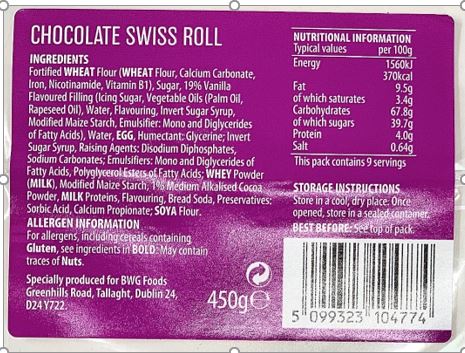 CHOCOLATE SWISS ROLL
INGREDIENTS
Fortified WHEAT Flour (WHEAT Flour, Calcium Carbonate,
Iron, Nicotinamide, Vitamin B1), Sugar, 19% Vanilla
Flavoured Filling (Icing Sugar, Vegetable Oils (Palm Oil,
Rapeseed Oil), Water, Flavouring, Invert Sugar Syrup,
Modified Maize Starch, Emulsifier: Mono and Diglycerides
of Fatty Acids), Water, EGG, Humectant: Glycerine; Invert
Sugar Syrup, Raising Agents: Disodium Diphosphates,
Sodium Carbonates; Emulsifiers: Mono and Diglycerides of
Fatty Acids, Polyglycerol Esters of Fatty Acids; WHEY Powder
(MILK), Modified Maize Starch, 1% Medium Alkalised Cocoa
Powder, MILK Proteins, Flavouring, Bread Soda, Preservatives:
Sorbic Acid, Calcium Propionate; SOYA Flour.
ALLERGEN INFORMATION
For allergens, including cereals containing
Gluten, see ingredients in BOLD: May contain
traces of Nuts.
Specially produced for BWG Foods
Greenhills Road, Tallaght, Dublin 24,
D24 Y722.
450g℮
NUTRITIONAL INFORMATION
Typical values per 100g
Energy 1560kJ
370kcal
Fat 9.5g
of which saturates 3.4g
Carbohydrates 67.8g
of which sugars 39.7g
Protein 4.0g
Salt 0.64g
This pack contains 9 servings
STORAGE INSTRUCTIONS
Store in a cool, dry place. Once
opened, store in a sealed container.
BEST BEFORE: See top of pack.
5 099323 104774